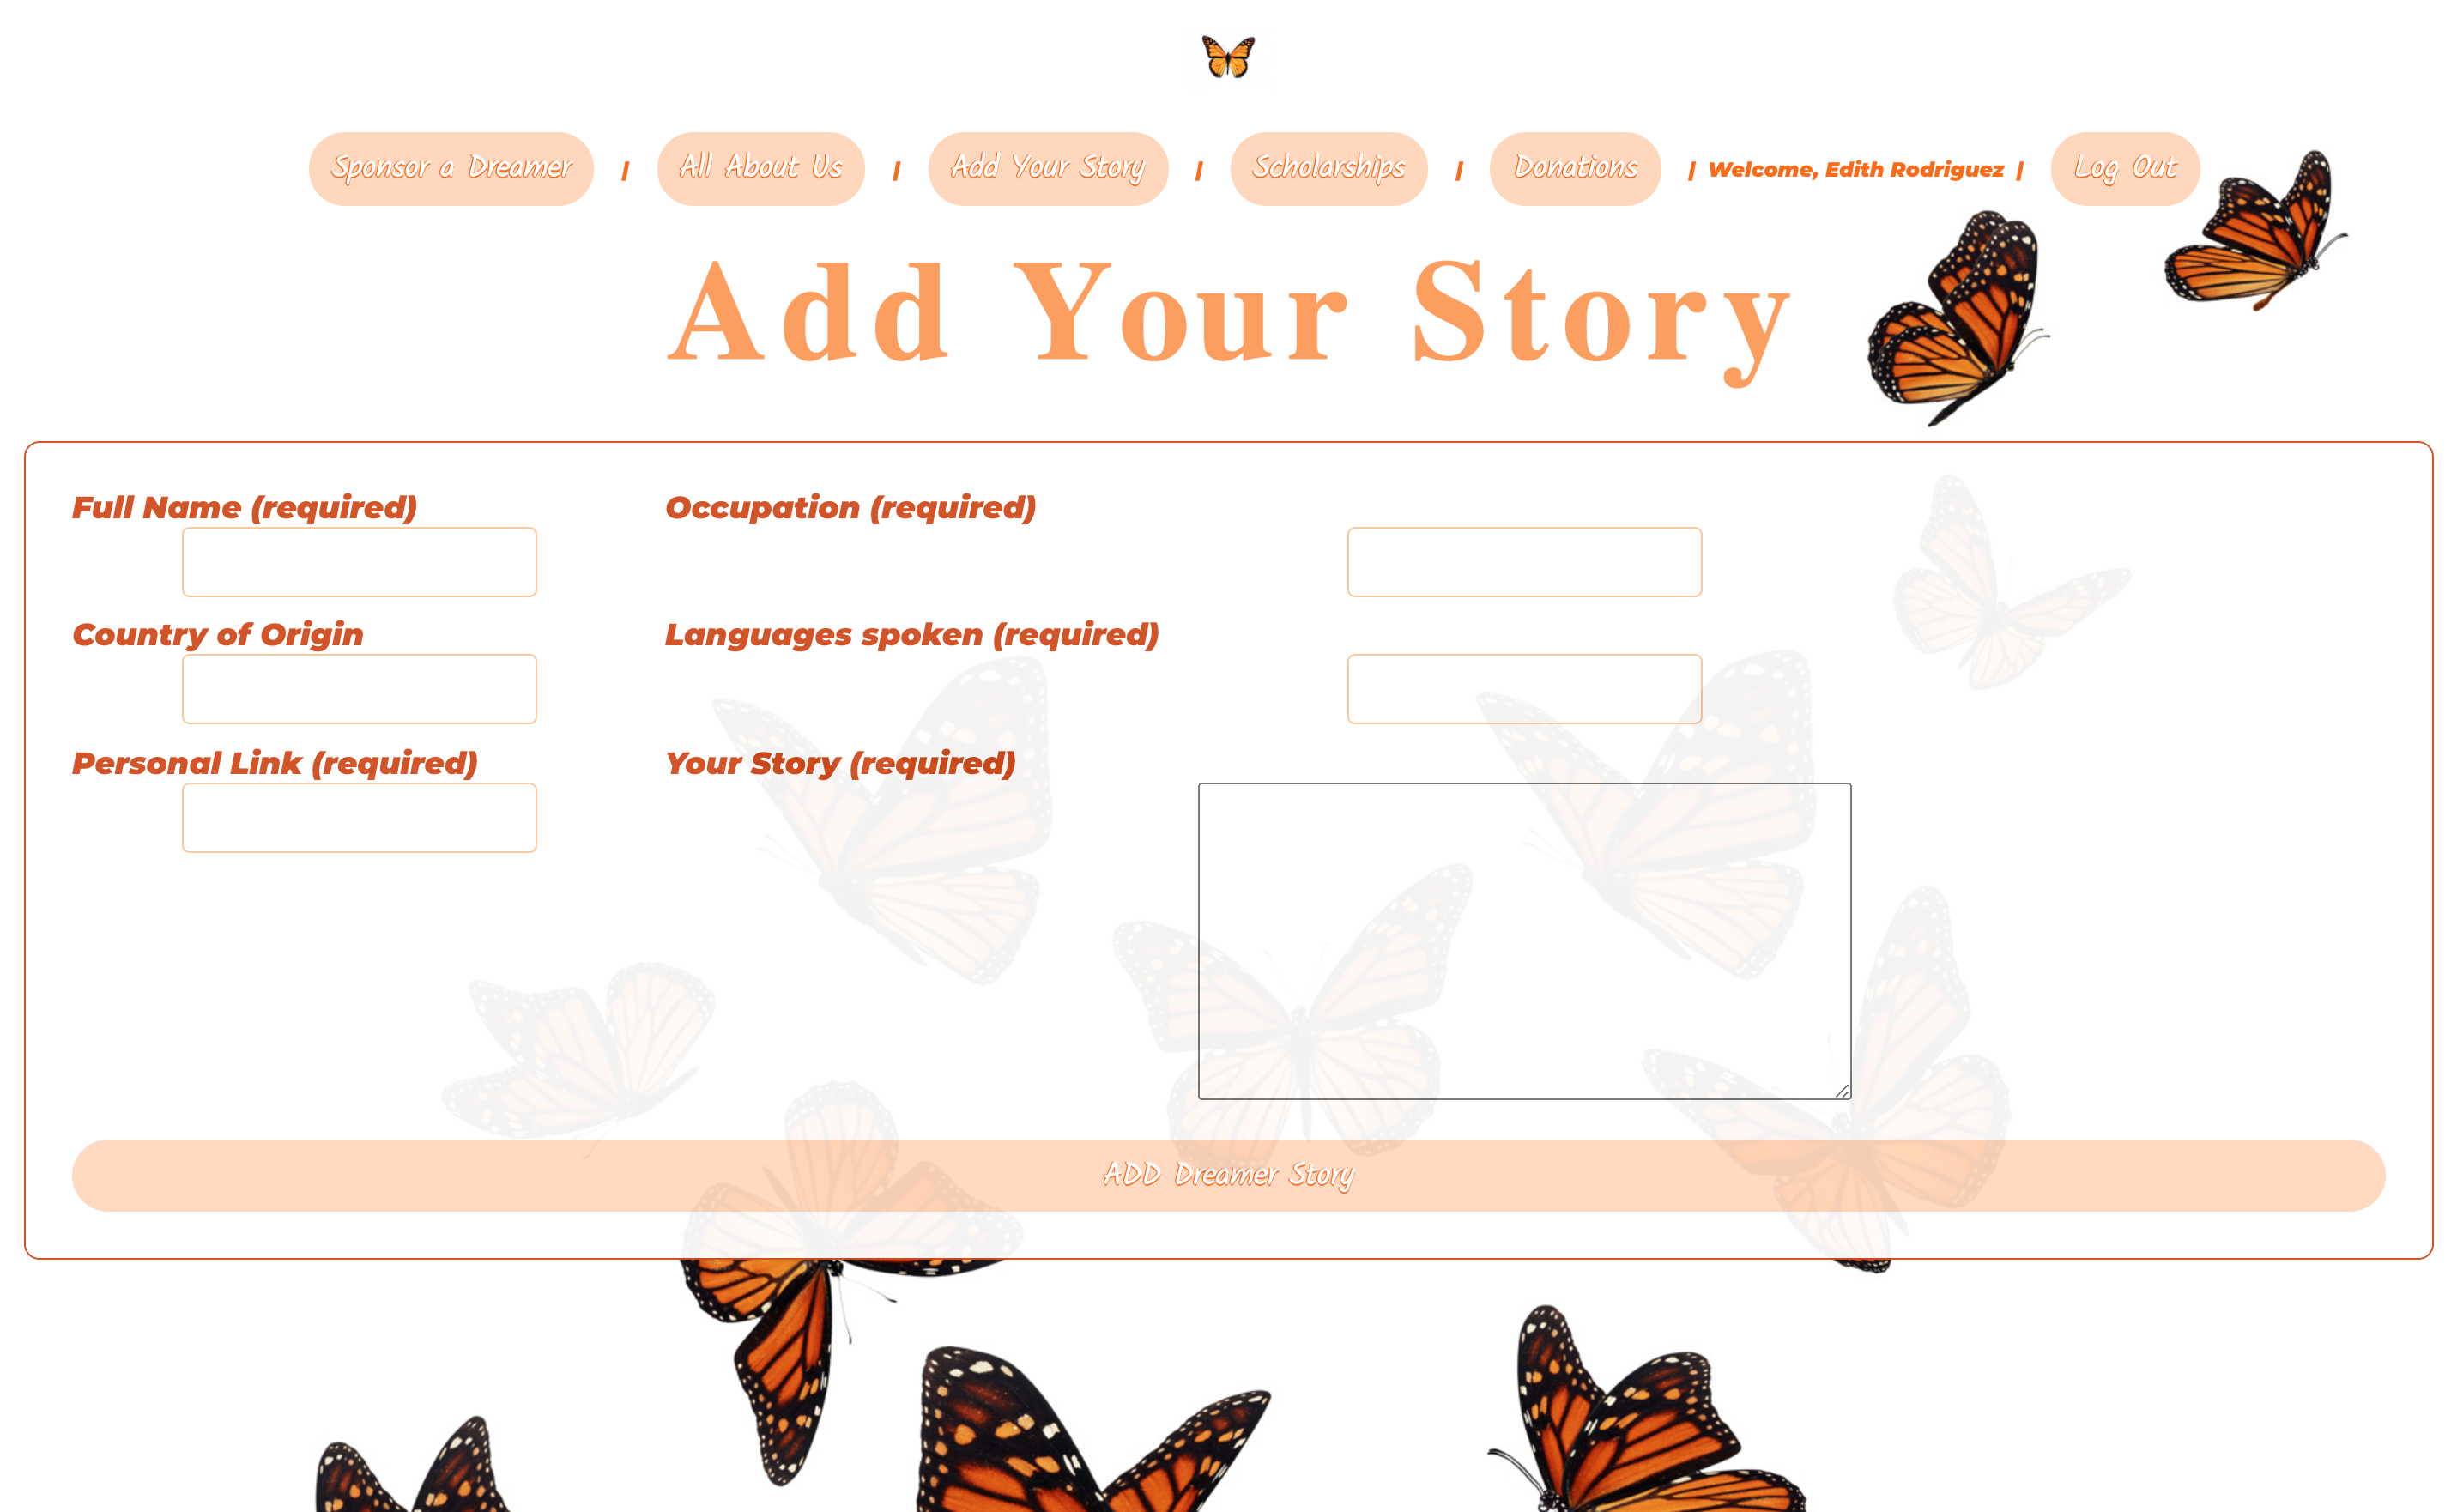 Sponsor a Dreamer | All About Us | Add Your Story | Scholarships | Donations | Welcome, Edith Rodriguez | Log Out
Add Your Story
Full Name (required) Occupation (required)
Country of Origin Languages spoken (required)
Personal Link (required) Your Story (required)
ADD Dreamer Story